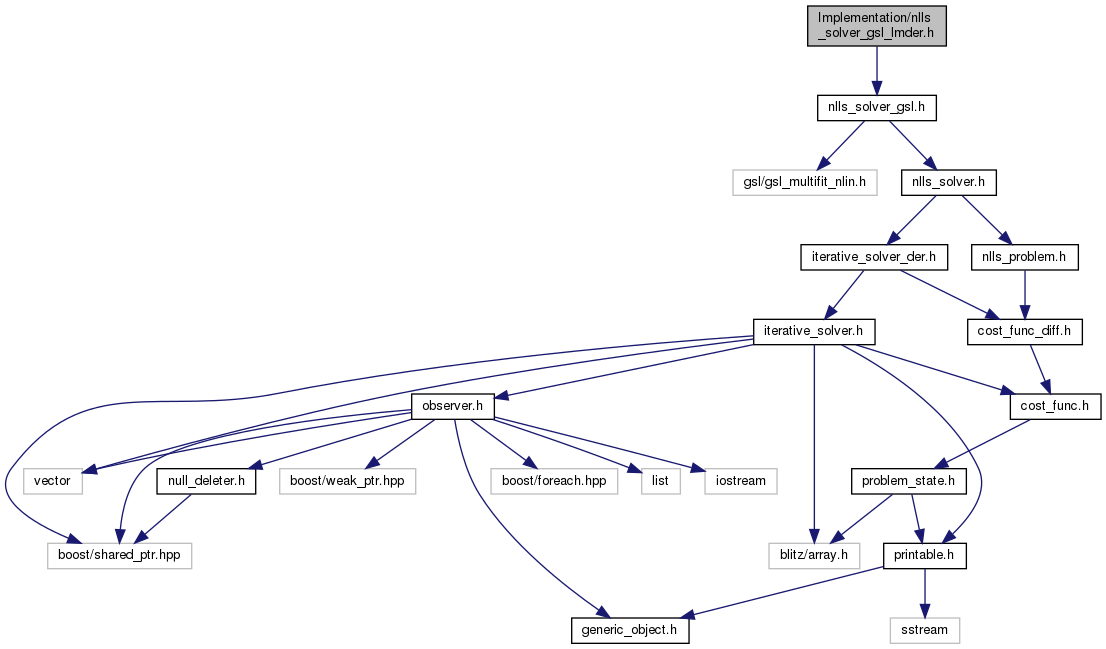 Implementation/nlls
_solver_gsl_lmder.h
nlls_solver_gsl.h
gsl/gsl_multifit_nlin.h
nlls_solver.h
iterative_solver_der.h
nlls_problem.h
iterative_solver.h
cost_func_diff.h
observer.h
cost_func.h
vector
null_deleter.h
boost/weak_ptr.hpp
boost/foreach.hpp
list
iostream
problem_state.h
boost/shared_ptr.hpp
blitz/array.h
printable.h
generic_object.h
sstream